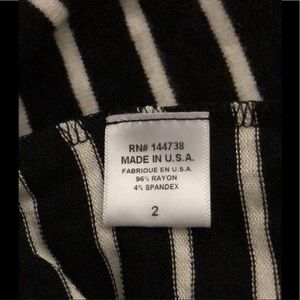 RN# 144738
MADE IN U.S.A.
FABRIQUE EN U.S.A.
96% RAYON
4% SPANDEX
2